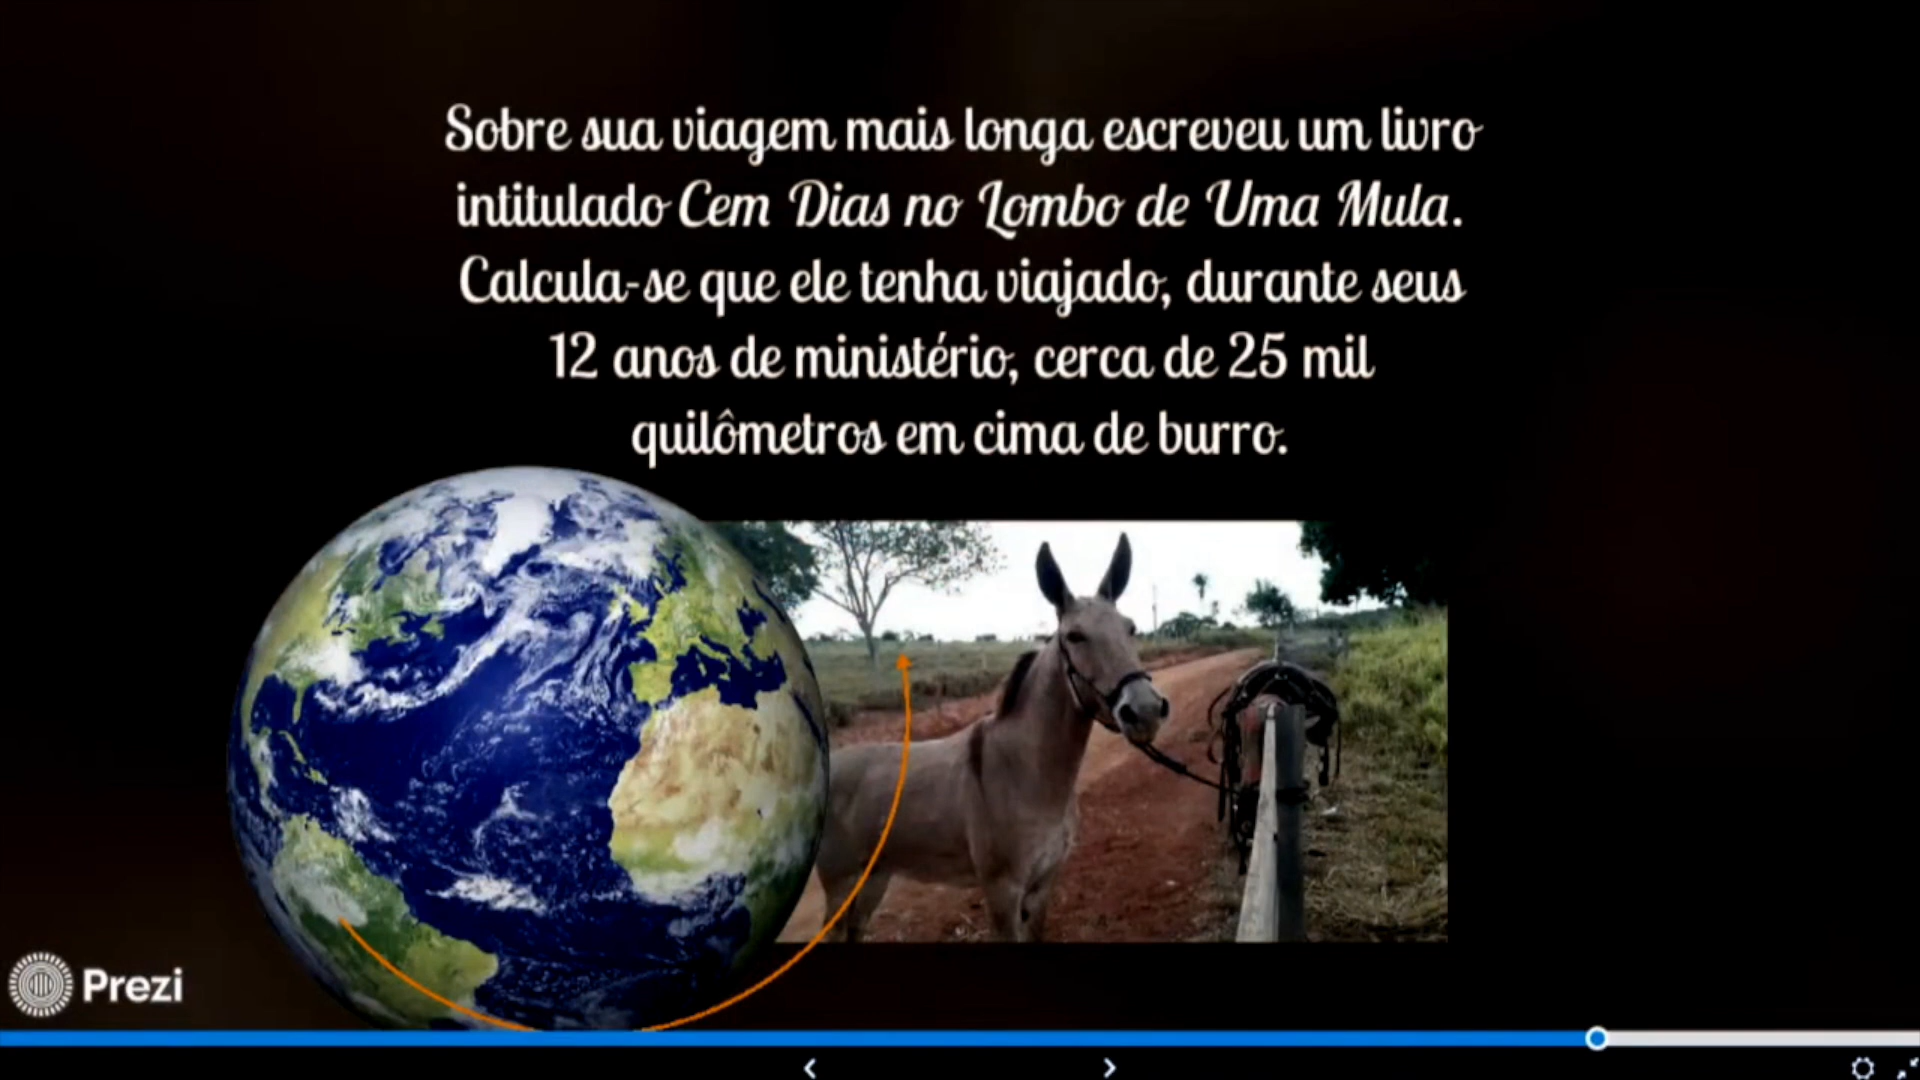 Sobre sua viagem mais longa escreveu um livro
intitulado Cem Dias no Lombo de Uma Mula.
Calcula-se que ele tenha viajado, durante seus
12 anos de ministério, cerca de 25 mil
quilômetros em cima de burro.
Prezi